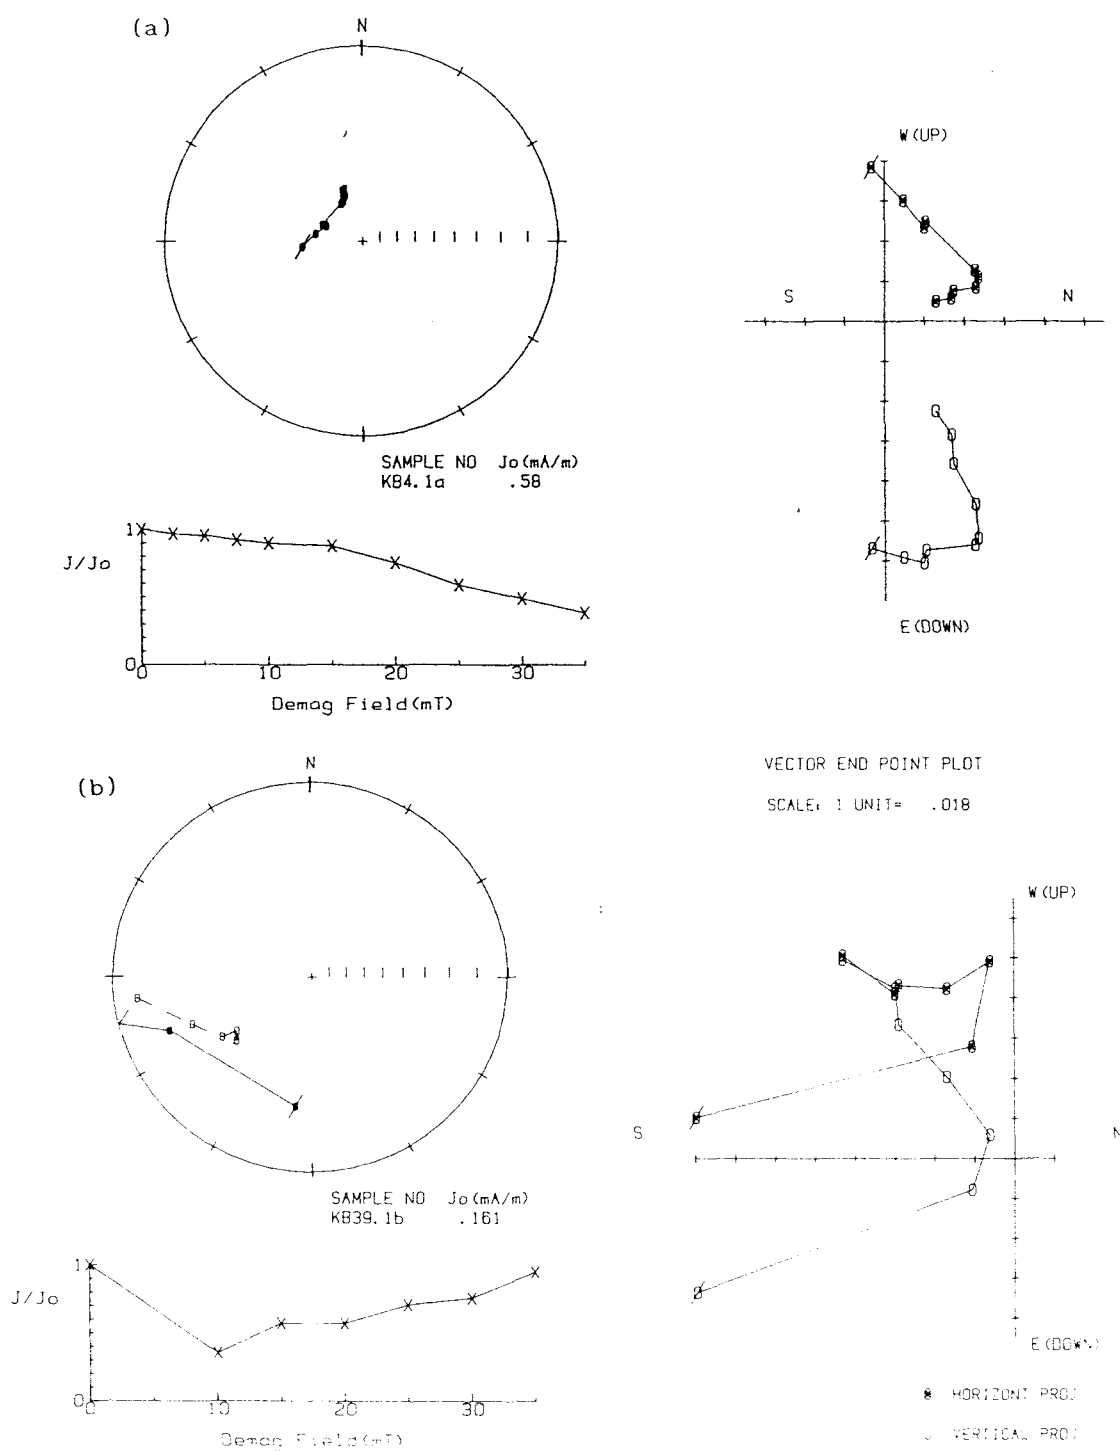 (a)
N
W(UP)
S N
SAMPLE NO Jo(mA/m)
KB4.1a .58
1
J/Jo
0
0 10 20 30
Demag Field(mT)
E(DOWN)
VECTOR END POINT PLOT
SCALE: 1 UNIT= .018
(b)
N
W(UP)
S N
SAMPLE NO Jo(mA/m)
KB39.1b .161
1
J/Jo
0
0 10 20 30
Demag Field(mT)
E(DOWN)
HORIZONT PROJ
VERTICAL PROJ